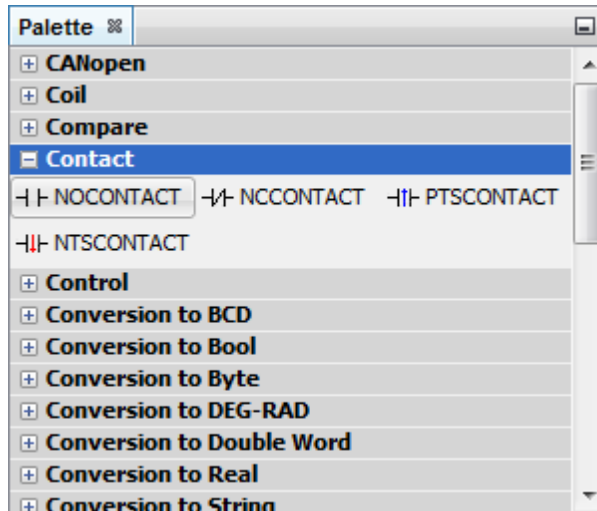 Palette
CANopen
Coil
Compare
Contact
NOCONTACT NCCONTACT PTSCONTACT
NTSCONTACT
Control
Conversion to BCD
Conversion to Bool
Conversion to Byte
Conversion to DEG-RAD
Conversion to Double Word
Conversion to Real
Conversion to String